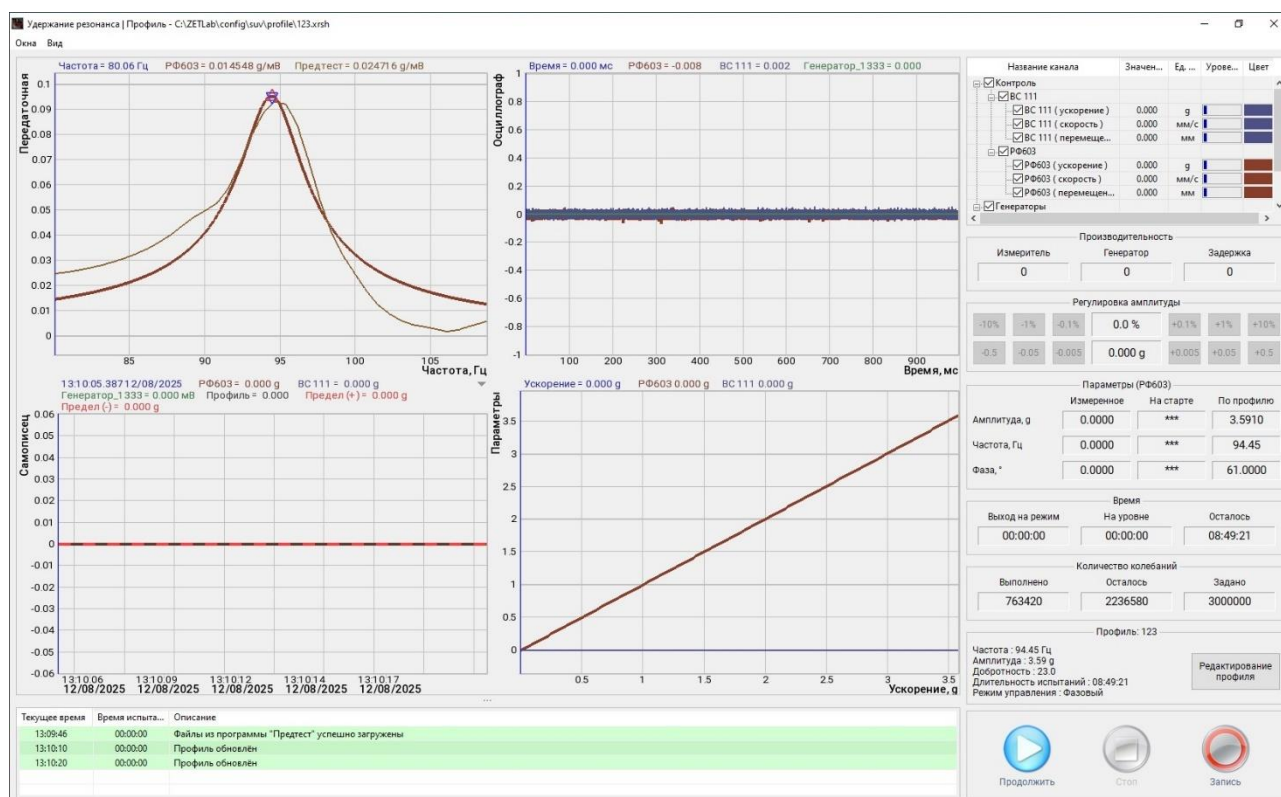 Удержание резонанса | Профиль - C:\ZETLab\config\suv\profile\123.xrsh
Окна Вид
Частота = 80.06 Гц РФ603 = 0.014548 g/мВ Предтест = 0.024716 g/мВ
Передаточная
0.1
0.09
0.08
0.07
0.06
0.05
0.04
0.03
0.02
0.01
0
85 90 95 100 105
Частота, Гц
Время = 0.000 мс РФ603 = -0.008 ВС 111 = 0.002 Генератор_1333 = 0.000
Осциллограф
1
0.8
0.6
0.4
0.2
0
-0.2
-0.4
-0.6
-0.8
-1
100 200 300 400 500 600 700 800 900
Время, мс
13:10:05.387 12/08/2025 РФ603 = 0.000 g ВС 111 = 0.000 g
Генератор_1333 = 0.000 мВ Профиль = 0.000 Предел (+) = 0.000 g
Предел (-) = 0.000 g
Самописец
0.06
0.05
0.04
0.03
0.02
0.01
0
-0.01
-0.02
-0.03
-0.04
-0.05
-0.06
13:10:06 13:10:09 13:10:12 13:10:14 13:10:17
12/08/2025 12/08/2025 12/08/2025 12/08/2025 12/08/2025
Ускорение = 0.000 g РФ603 0.000 g ВС 111 0.000 g
Параметры
3.5
3
2.5
2
1.5
1
0.5
0
0.5 1 1.5 2 2.5 3 3.5
Ускорение, g
Текущее время Время испыта... Описание
13:09:46 00:00:00 Файлы из программы "Предтест" успешно загружены
13:10:10 00:00:00 Профиль обновлён
13:10:20 00:00:00 Профиль обновлён
Название канала Значен... Ед. ... Урове... Цвет
Контроль
ВС 111
ВС 111 ( ускорение ) 0.000 g
ВС 111 ( скорость ) 0.000 мм/с
ВС 111 ( перемеще... 0.000 мм
РФ603
РФ603 ( ускорение ) 0.000 g
РФ603 ( скорость ) 0.000 мм/с
РФ603 ( перемещен... 0.000 мм
Генераторы
Производительность
Измеритель Генератор Задержка
0 0 0
Регулировка амплитуды
-10% -1% -0.1% 0.0 % +0.1% +1% +10%
-0.5 -0.05 -0.005 0.000 g +0.005 +0.05 +0.5
Параметры (РФ603)
Измеренное На старте По профилю
Амплитуда, g 0.0000 *** 3.5910
Частота, Гц 0.0000 *** 94.45
Фаза, ° 0.0000 *** 61.0000
Время
Выход на режим На уровне Осталось
00:00:00 00:00:00 08:49:21
Количество колебаний
Выполнено Осталось Задано
763420 2236580 3000000
Профиль: 123
Частота : 94.45 Гц
Амплитуда : 3.59 g
Добротность : 23.0
Длительность испытаний : 08:49:21
Режим управления : Фазовый
Редактирование
профиля
Продолжить Стоп Запись